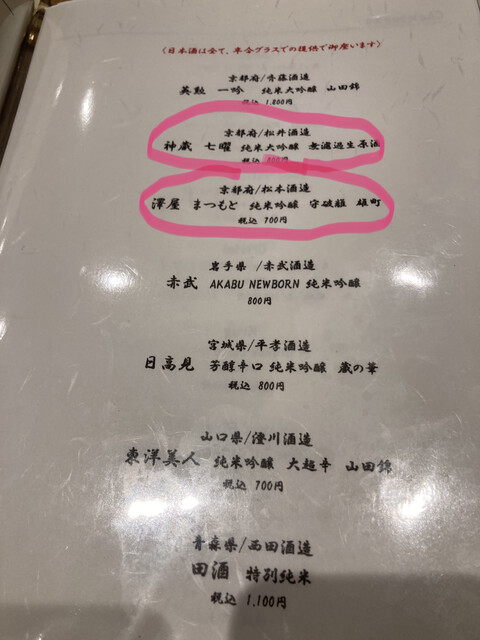 〈日本酒は全て、半合グラスでの提供で御座います〉
京都府/齊藤酒造
英勲 一吟 純米大吟醸 山田錦
税込 1,800円
京都府/松井酒造
神蔵 七曜 純米大吟醸 無濾過生原酒
税込 800円
京都府/松本酒造
澤屋 まつもと 純米吟醸 守破離 雄町
税込 700円
岩手県 /赤武酒造
赤武 AKABU NEWBORN 純米吟醸
800円
宮城県/平孝酒造
日高見 芳醇辛口 純米吟醸 蔵の華
税込 800円
山口県/澄川酒造
東洋美人 純米吟醸 大超辛 山田錦
税込 700円
青森県/西田酒造
田酒 特別純米
税込 1,100円